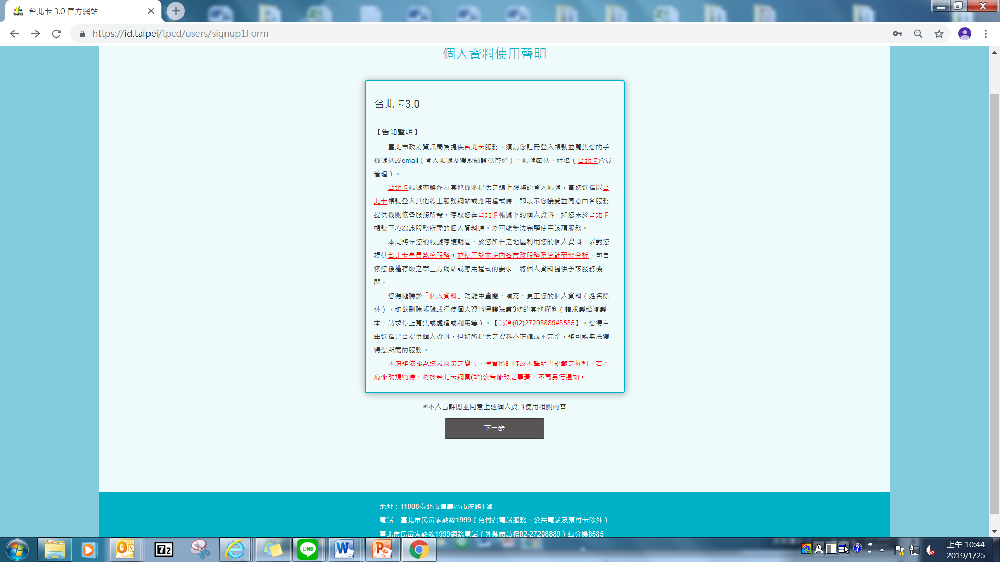 台北卡 3.0 官方網站
https://id.taipei/tpcd/users/signup1Form
個人資料使用聲明
台北卡3.0
【告知聲明】
臺北市政府資訊局為提供台北卡服務，須請您註冊登入帳號並蒐集您的手
機號碼或email（登入帳號及獲取驗證碼管道）、帳號密碼、姓名（台北卡會員
管理）。
台北卡帳號亦將作為其他機關提供之線上服務的登入帳號，當您選擇以台
北卡帳號登入其他線上服務網站或應用程式時，即表示您接受並同意由各服務
提供機關依各服務所需，存取您在台北卡帳號下的個人資料。如您未於台北卡
帳號下填寫該服務所需的個人資料時，將可能無法完整使用該項服務。
本局將在您的帳號存續期間，於您所在之地區利用您的個人資料，以對您
提供台北卡會員系統服務，並使用於本府內各市政服務及統計研究分析，包含
依您授權存取之第三方網站或應用程式的要求，將個人資料提供予該服務機
關。
您得隨時於「個人資料」功能中查閱、補充、更正您的個人資料（姓名除
外），如欲刪除帳號或行使個人資料保護法第3條的其他權利（請求製給複製
本、請求停止蒐集或處理或利用等），【請洽(02)27208889#8585】。您得自
由選擇是否提供個人資料，但如所提供之資料不正確或不完整，將可能無法獲
得您所需的服務。
本府將依據系統及政策之變動，保留隨時修改本聲明書規範之權利，若本
府修改規範時，將於台北卡網頁(站)公告修改之事實，不再另行通知。
本人已詳閱並同意上述個人資料使用相關內容
下一步
地址：11008臺北市信義區市府路1號
電話：臺北市民當家熱線1999（免付費電話服務，公共電話及預付卡除外）
臺北市民當家熱線1999網路電話（外縣市請撥02-27208889）轉分機8585
7z
LINE
上午 10:44
2019/1/25